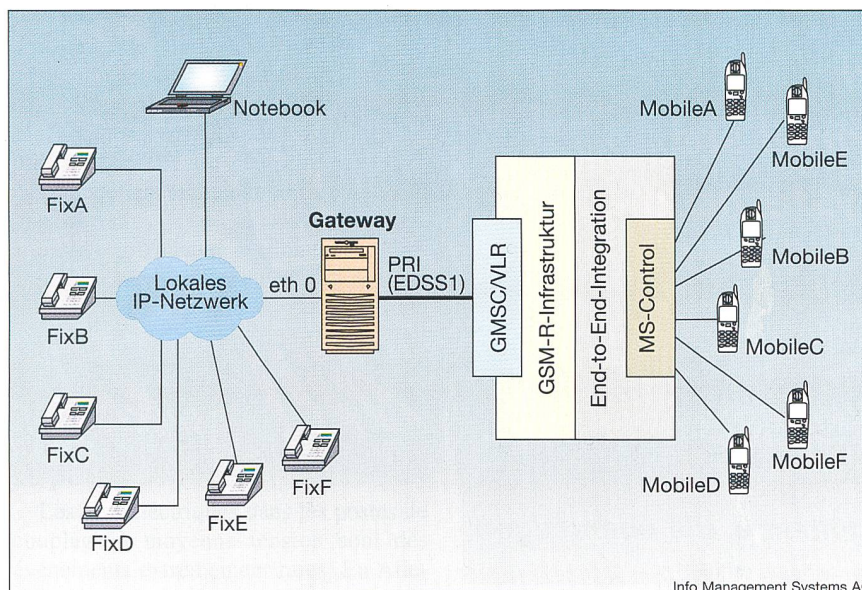 Notebook
FixA
FixB
FixC
FixD
FixE
FixF
Lokales
IP-Netzwerk
eth 0
Gateway
PRI
(EDSS1)
GMSC/VLR
GSM-R-Infrastruktur
End-to-End-Integration
MS-Control
MobileA
MobileE
MobileB
MobileC
MobileF
MobileD
Info Management Systems A